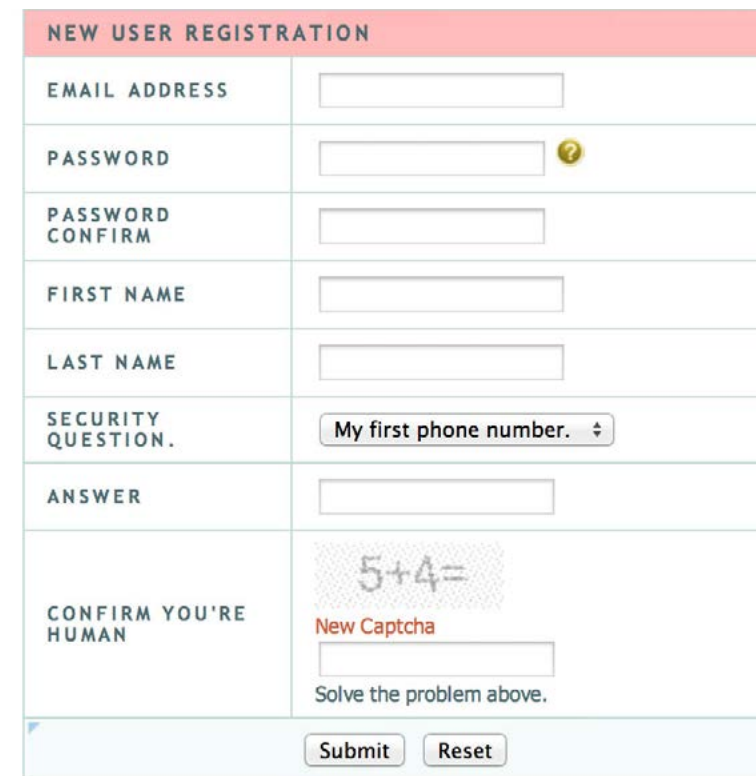 NEW USER REGISTRATION
EMAIL ADDRESS
PASSWORD
?
PASSWORD
CONFIRM
FIRST NAME
LAST NAME
SECURITY
QUESTION.
My first phone number.
ANSWER
5+4=
CONFIRM YOU'RE
HUMAN
New Captcha
Solve the problem above.
Submit Reset